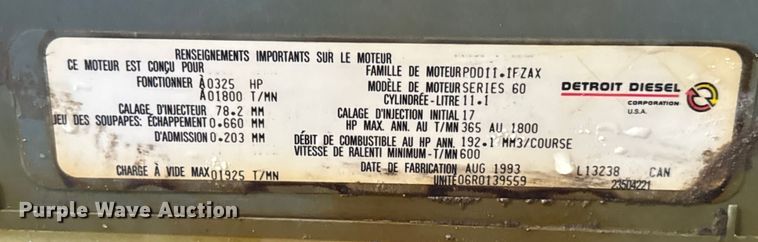 RENSEIGNEMENTS IMPORTANTS SUR LE MOTEUR
CE MOTEUR EST CONÇU POUR
FONCTIONNER À 0325 HP
À 01800 T/MN
CALAGE D'INJECTEUR 78.2 MM
JEU DES SOUPAPES: ÉCHAPPEMENT 0.660 MM
D'ADMISSION 0.203 MM
CHARGE À VIDE MAX 01925 T/MN
FAMILLE DE MOTEUR PDD11.1FZAX
MODÈLE DE MOTEUR SERIES 60
CYLINDRÉE-LITRE 11.1
CALAGE D'INJECTION INITIAL 17
HP MAX. ANN. AU T/MN 365 AU 1800
DÉBIT DE COMBUSTIBLE AU HP ANN. 192.1 MM3/COURSE
VITESSE DE RALENTI MINIMUM-T/MN 600
DATE DE FABRICATION AUG 1993
UNITÉ 06R0139559
L13238 CAN
23504221
DETROIT DIESEL
CORPORATION
U.S.A.
Purple Wave Auction